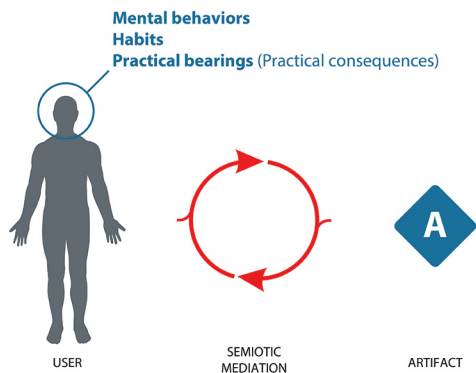 Mental behaviors
Habits
Practical bearings (Practical consequences)
A
USER
SEMIOTIC
MEDIATION
ARTIFACT